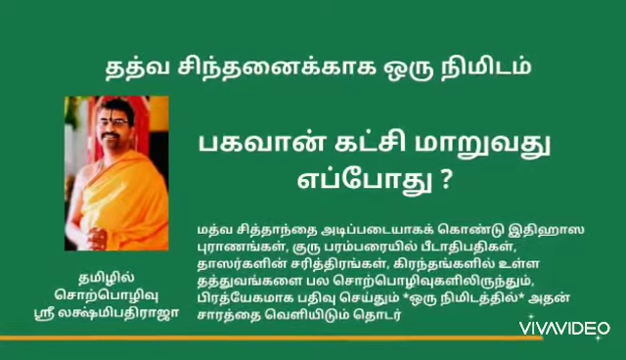 தத்வ சிந்தனைக்காக ஒரு நிமிடம்
பகவான் கட்சி மாறுவது
எப்போது ?
மத்வ சித்தாந்தை அடிப்படையாகக் கொண்டு இதிஹாஸ
புராணங்கள், குரு பரம்பரையில் பீடாதிபதிகள்,
தாஸர்களின் சரித்திரங்கள், கிரந்தங்களில் உள்ள
தத்துவங்களை பல சொற்பொழிவுகளிலிருந்தும்,
பிரத்யேகமாக பதிவு செய்தும் *ஒரு நிமிடத்தில்* அதன்
சாரத்தை வெளியிடும் தொடர்
தமிழில்
சொற்பொழிவு
ஸ்ரீ லக்ஷ்மிபதிராஜா
VIVAVIDEO